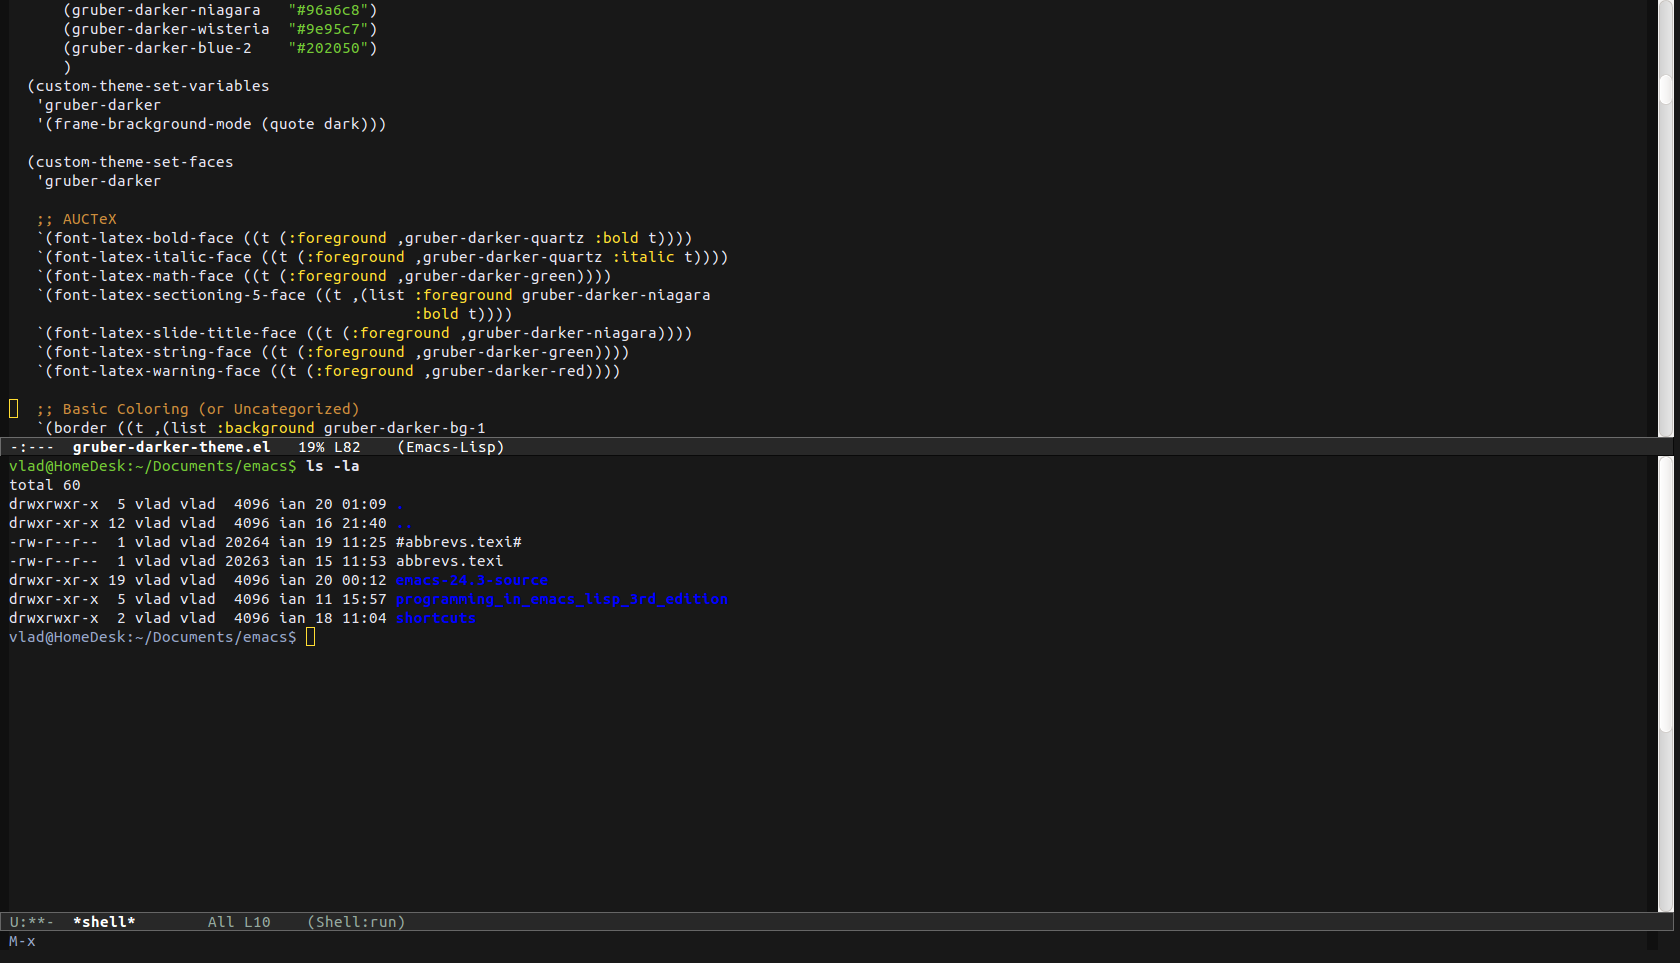 (gruber-darker-niagara   "#96a6c8")
      (gruber-darker-wisteria  "#9e95c7")
      (gruber-darker-blue-2    "#202050")
      )
  (custom-theme-set-variables
   'gruber-darker
   '(frame-brackground-mode (quote dark)))

  (custom-theme-set-faces
   'gruber-darker

   ;; AUCTeX
   `(font-latex-bold-face ((t (:foreground ,gruber-darker-quartz :bold t))))
   `(font-latex-italic-face ((t (:foreground ,gruber-darker-quartz :italic t))))
   `(font-latex-math-face ((t (:foreground ,gruber-darker-green))))
   `(font-latex-sectioning-5-face ((t ,(list :foreground gruber-darker-niagara
                                             :bold t))))
   `(font-latex-slide-title-face ((t (:foreground ,gruber-darker-niagara))))
   `(font-latex-string-face ((t (:foreground ,gruber-darker-green))))
   `(font-latex-warning-face ((t (:foreground ,gruber-darker-red))))

   ;; Basic Coloring (or Uncategorized)
   `(border ((t ,(list :background gruber-darker-bg-1
-:---  gruber-darker-theme.el   19% L82    (Emacs-Lisp)
vlad@HomeDesk:~/Documents/emacs$ ls -la
total 60
drwxrwxr-x  5 vlad vlad  4096 ian 20 01:09 .
drwxr-xr-x 12 vlad vlad  4096 ian 16 21:40 ..
-rw-r--r--  1 vlad vlad 20264 ian 19 11:25 #abbrevs.texi#
-rw-r--r--  1 vlad vlad 20263 ian 15 11:53 abbrevs.texi
drwxr-xr-x 19 vlad vlad  4096 ian 20 00:12 emacs-24.3-source
drwxr-xr-x  5 vlad vlad  4096 ian 11 15:57 programming_in_emacs_lisp_3rd_edition
drwxrwxr-x  2 vlad vlad  4096 ian 18 11:04 shortcuts
vlad@HomeDesk:~/Documents/emacs$
U:**-  *shell*        All L10    (Shell:run)
M-x